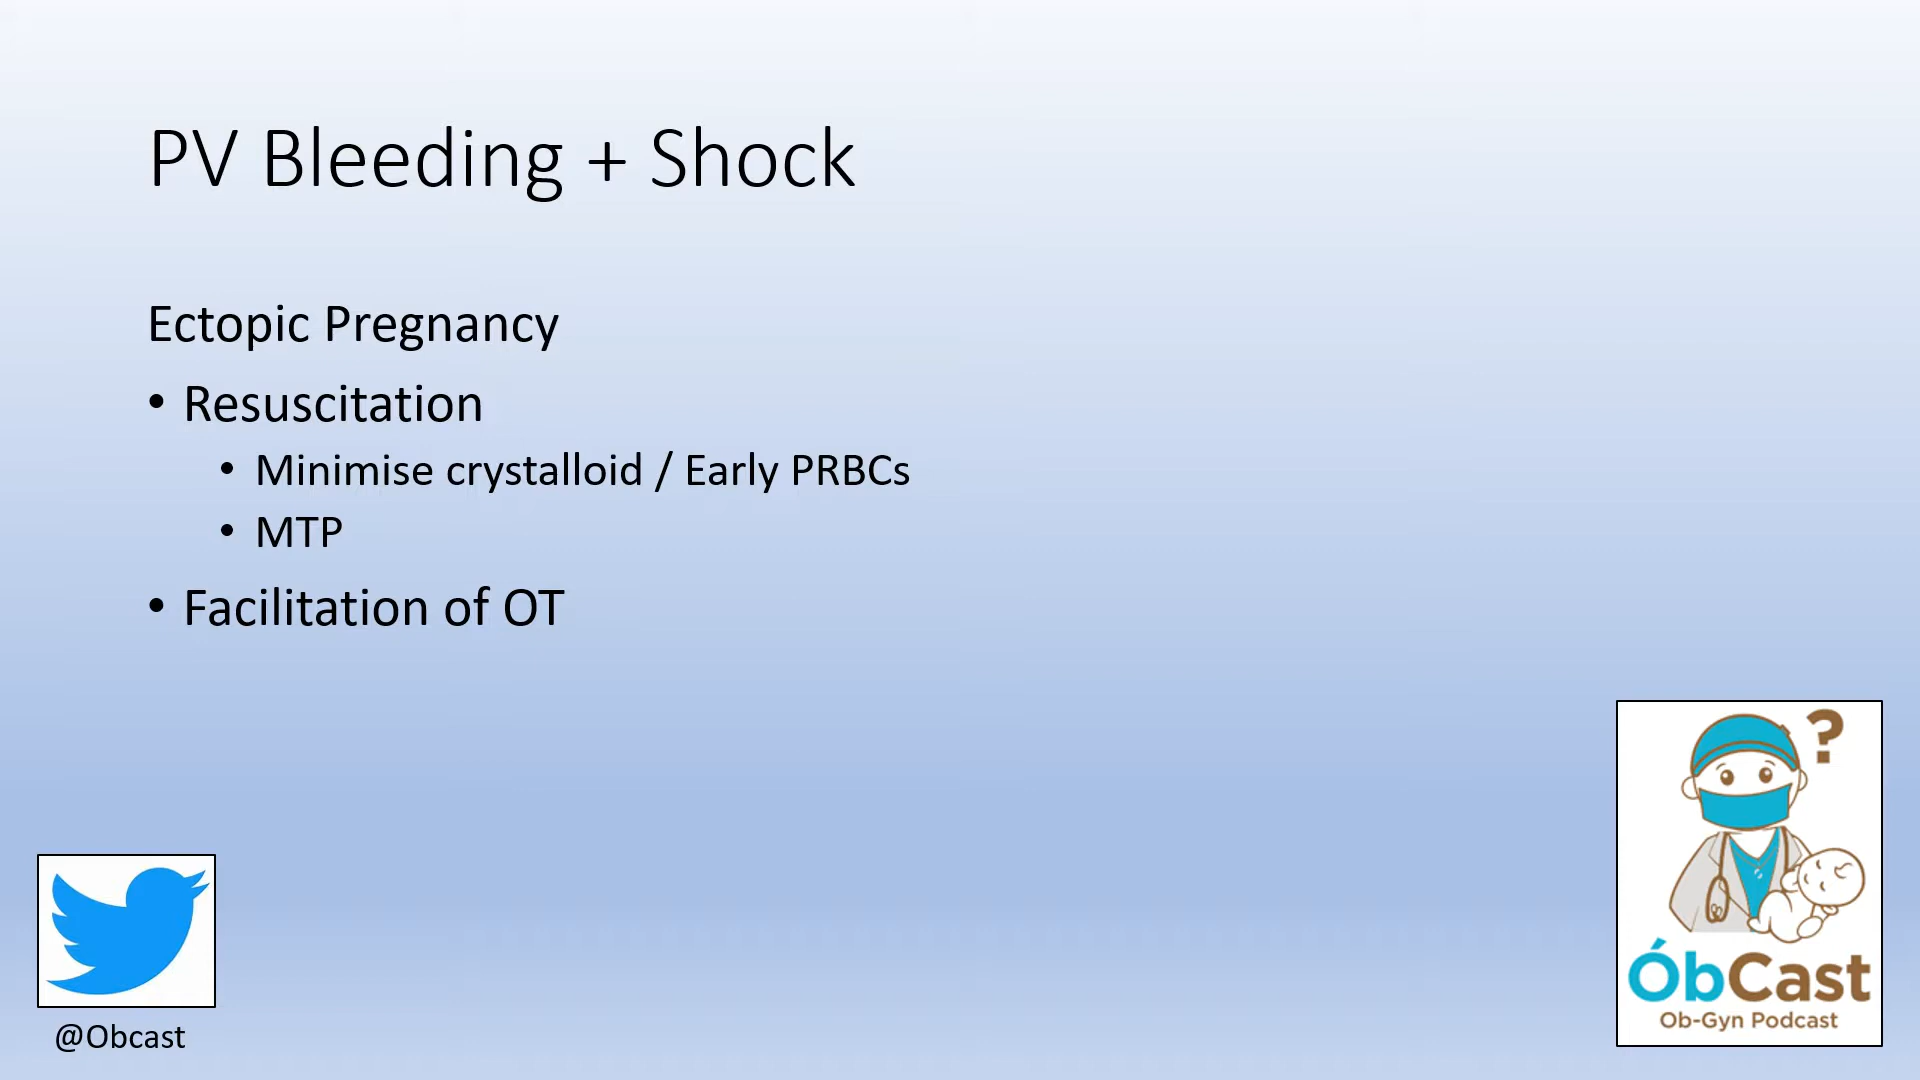 PV Bleeding + Shock
Ectopic Pregnancy
• Resuscitation
• Minimise crystalloid / Early PRBCs
• MTP
• Facilitation of OT
?
ÓbCast
Ob-Gyn Podcast
@Obcast